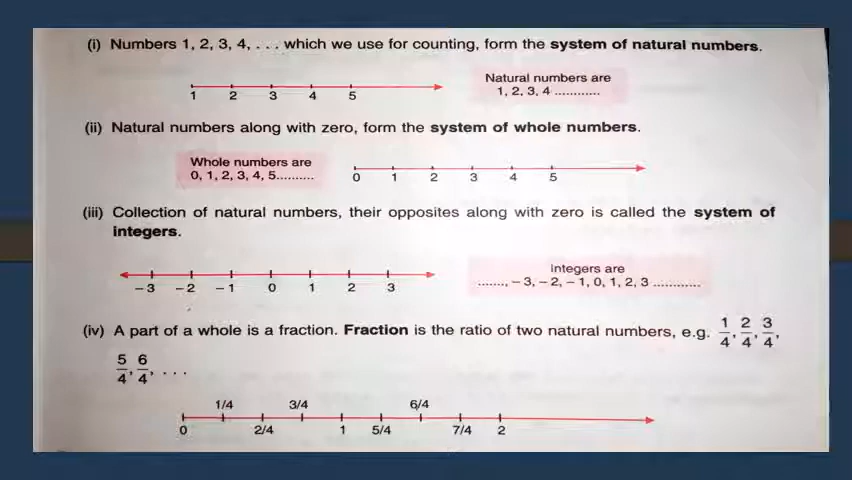 (i) Numbers 1, 2, 3, 4, . . . which we use for counting, form the system of natural numbers.
Natural numbers are
1, 2, 3, 4 ............
1 2 3 4 5
(ii) Natural numbers along with zero, form the system of whole numbers.
Whole numbers are
0, 1, 2, 3, 4, 5..........
0 1 2 3 4 5
(iii) Collection of natural numbers, their opposites along with zero is called the system of
integers.
Integers are
......., – 3, – 2, – 1, 0, 1, 2, 3 ............
– 3 – 2 – 1 0 1 2 3
(iv) A part of a whole is a fraction. Fraction is the ratio of two natural numbers, e.g. 1/4, 2/4, 3/4,
5/4, 6/4, . . .
1/4 3/4 6/4
0 2/4 1 5/4 7/4 2